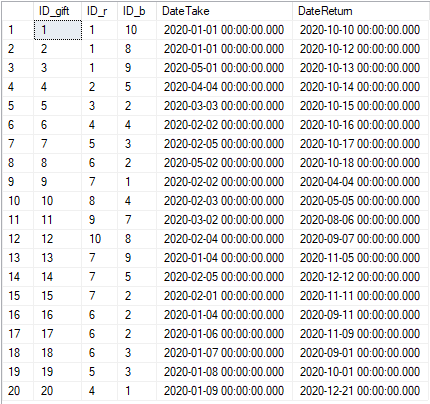 ID_gift ID_r ID_b DateTake DateReturn
1 1 1 10 2020-01-01 00:00:00.000 2020-10-10 00:00:00.000
2 2 1 8 2020-01-01 00:00:00.000 2020-10-12 00:00:00.000
3 3 1 9 2020-01-01 00:00:00.000 2020-10-13 00:00:00.000
4 4 2 5 2020-04-04 00:00:00.000 2020-10-14 00:00:00.000
5 5 3 2 2020-03-03 00:00:00.000 2020-10-15 00:00:00.000
6 6 4 4 2020-02-02 00:00:00.000 2020-10-16 00:00:00.000
7 7 5 3 2020-02-05 00:00:00.000 2020-10-17 00:00:00.000
8 8 6 2 2020-05-02 00:00:00.000 2020-10-18 00:00:00.000
9 9 7 1 2020-02-02 00:00:00.000 2020-04-04 00:00:00.000
10 10 8 4 2020-02-03 00:00:00.000 2020-05-05 00:00:00.000
11 11 9 7 2020-03-02 00:00:00.000 2020-08-06 00:00:00.000
12 12 10 8 2020-02-04 00:00:00.000 2020-09-07 00:00:00.000
13 13 7 9 2020-01-04 00:00:00.000 2020-11-05 00:00:00.000
14 14 7 5 2020-02-05 00:00:00.000 2020-12-12 00:00:00.000
15 15 7 2 2020-02-01 00:00:00.000 2020-11-11 00:00:00.000
16 16 6 2 2020-01-04 00:00:00.000 2020-09-11 00:00:00.000
17 17 6 2 2020-01-06 00:00:00.000 2020-11-09 00:00:00.000
18 18 6 3 2020-01-07 00:00:00.000 2020-09-01 00:00:00.000
19 19 5 3 2020-01-08 00:00:00.000 2020-10-01 00:00:00.000
20 20 4 1 2020-01-09 00:00:00.000 2020-12-21 00:00:00.000